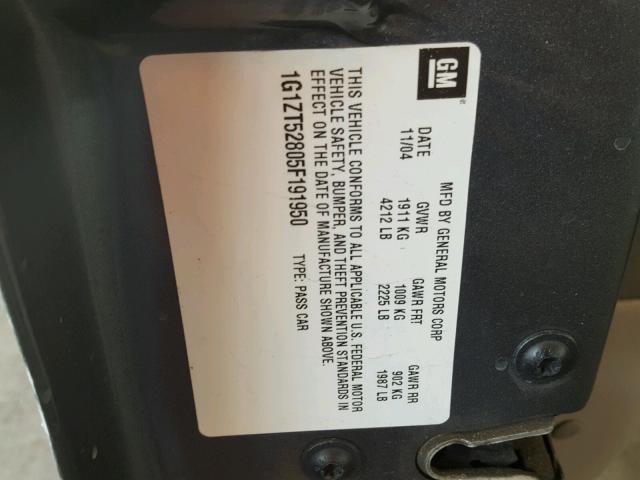 GM
MFD BY GENERAL MOTORS CORP
DATE GVWR GAWR FRT GAWR RR
11/04 1911 KG 1009 KG 902 KG
4212 LB 2225 LB 1987 LB
THIS VEHICLE CONFORMS TO ALL APPLICABLE U.S. FEDERAL MOTOR
VEHICLE SAFETY, BUMPER, AND THEFT PREVENTION STANDARDS IN
EFFECT ON THE DATE OF MANUFACTURE SHOWN ABOVE.
1G1ZT52805F191950 TYPE: PASS CAR